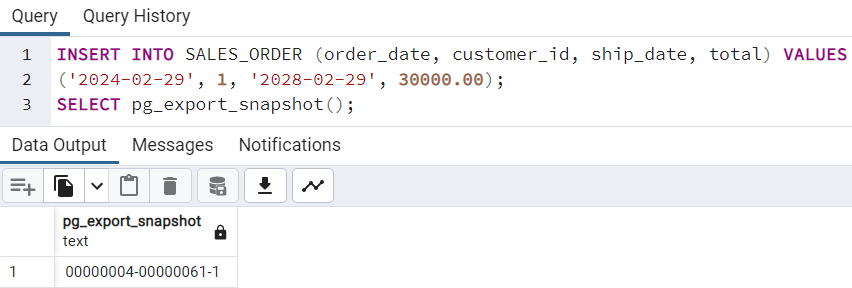 Query Query History
1 INSERT INTO SALES_ORDER (order_date, customer_id, ship_date, total) VALUES
2 ('2024-02-29', 1, '2028-02-29', 30000.00);
3 SELECT pg_export_snapshot();
Data Output Messages Notifications
pg_export_snapshot
text
1 00000004-00000061-1